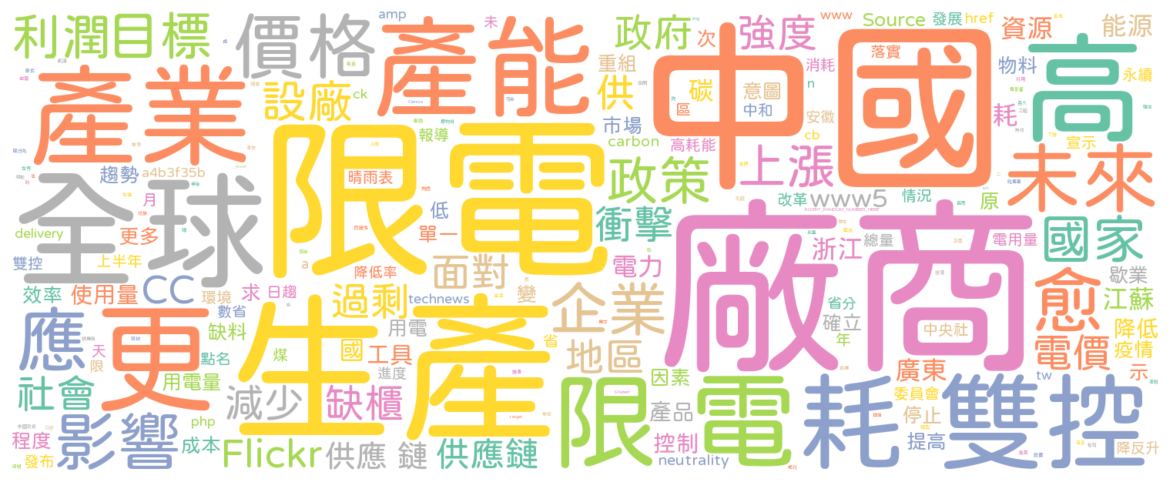 利潤目標
價格
amp
產能
未
政府
次
強度
www
Source
發展
href
資源
能源
中國
高
產業
設廠
ck
重組
供
碳
意圖
中和
消耗
n
落實
物料
永續
區
耗
市場
報導
carbon
高耗能
安徽
cb
宣示
限電
趨勢
a4b3f35b
晴雨表
政策
上漲
未來
月
低
改革
www5
情況
原
全球
單一
衝擊
國家
delivery
更多
浙江
總量
電用量
雙控
上半年
a
降低率
面對
電力
廠商
歇業
效率
使用量
CC
環境
求
日趨
過剩
technews
變
愈
江蘇
數省
企業
省分
應
更
缺料
用電
生產
確立
中央社
降低
天
限
點名
煤
國
工具
省
地區
年
電價
疫情
用電量
進度
因素
廣東
tw
示
社會
減少
缺櫃
限電
產品
耗
雙控
委員會
影響
php
停止
程度
成本
控制
提高
降反升
發布
Flickr
供應 鏈
供應鏈
neutrality